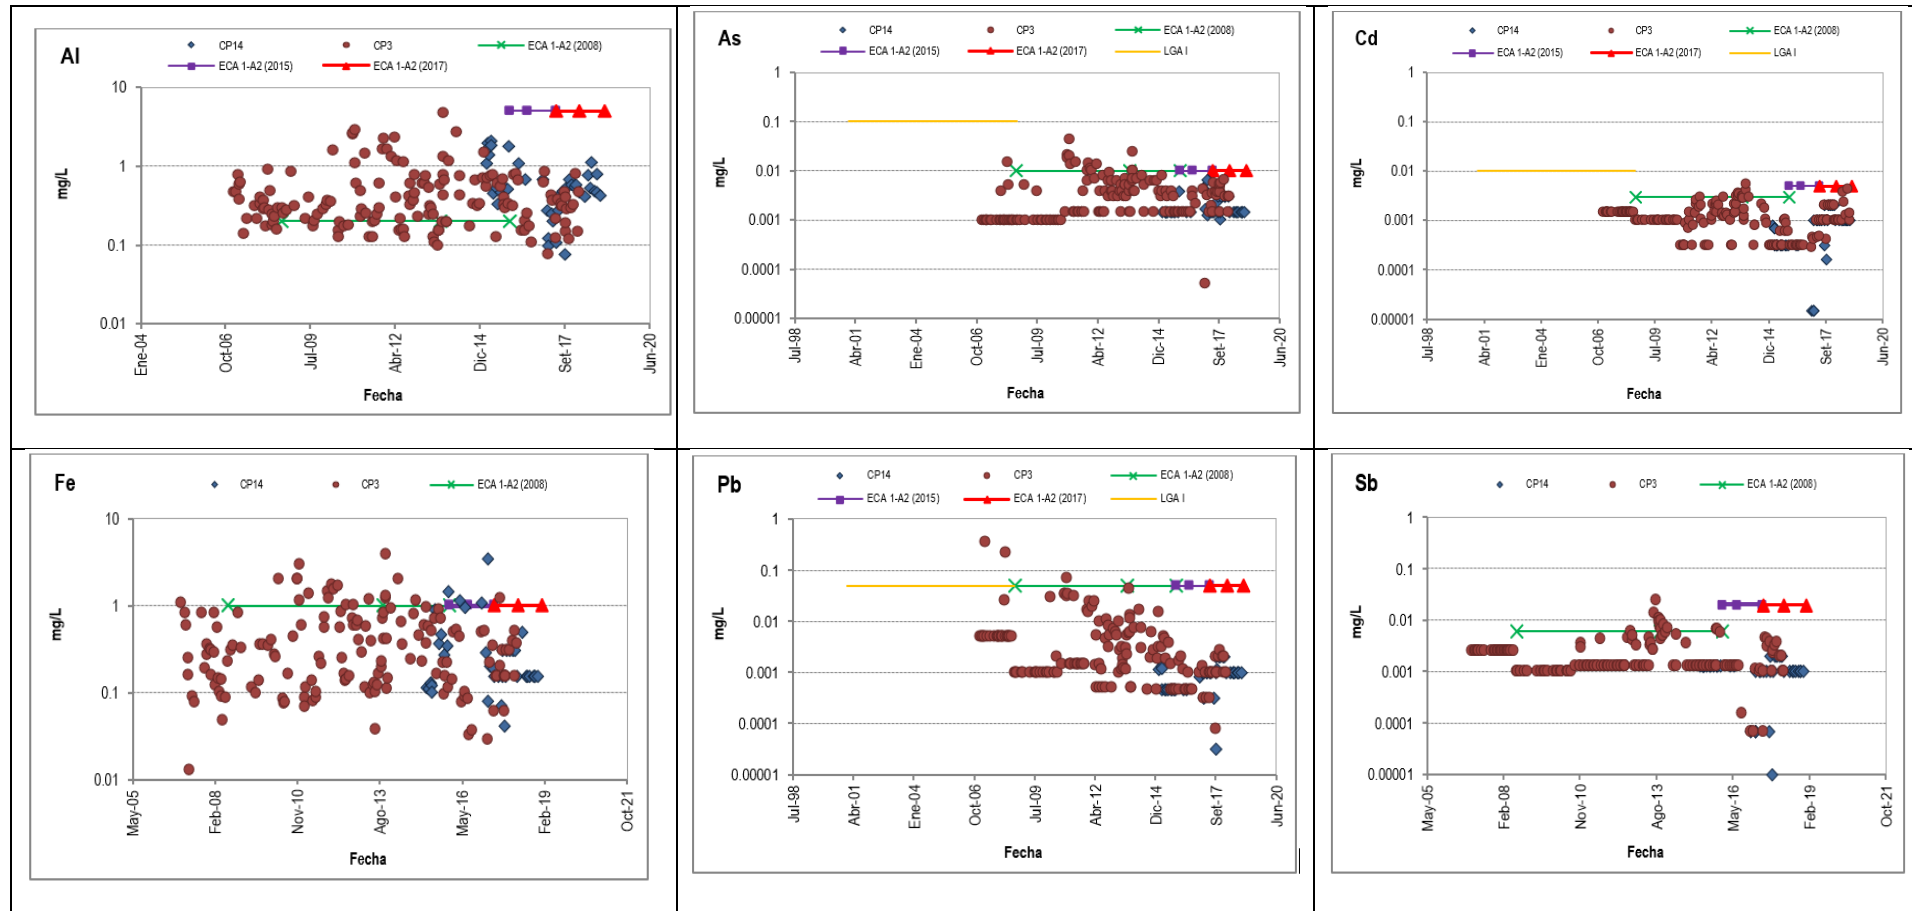 Al
CP14 CP3 ECA 1-A2 (2008)
ECA 1-A2 (2015) ECA 1-A2 (2017)
10
1
0.1
0.01
mg/L
Ene-04 Oct-06 Jul-09 Abr-12 Dic-14 Set-17 Jun-20
Fecha
As
CP14 CP3 ECA 1-A2 (2008)
ECA 1-A2 (2015) ECA 1-A2 (2017) LGA I
1
0.1
0.01
0.001
0.0001
0.00001
mg/L
Jul-98 Abr-01 Ene-04 Oct-06 Jul-09 Abr-12 Dic-14 Set-17 Jun-20
Fecha
Cd
CP14 CP3 ECA 1-A2 (2008)
ECA 1-A2 (2015) ECA 1-A2 (2017) LGA I
1
0.1
0.01
0.001
0.0001
0.00001
mg/L
Jul-98 Abr-01 Ene-04 Oct-06 Jul-09 Abr-12 Dic-14 Set-17 Jun-20
Fecha
Fe
CP14 CP3 ECA 1-A2 (2008)
10
1
0.1
0.01
mg/L
May-05 Feb-08 Nov-10 Ago-13 May-16 Feb-19 Oct-21
Fecha
Pb
CP14 CP3 ECA 1-A2 (2008)
ECA 1-A2 (2015) ECA 1-A2 (2017) LGA I
1
0.1
0.01
0.001
0.0001
0.00001
mg/L
Jul-98 Abr-01 Ene-04 Oct-06 Jul-09 Abr-12 Dic-14 Set-17 Jun-20
Fecha
Sb
CP14 CP3 ECA 1-A2 (2008)
1
0.1
0.01
0.001
0.0001
0.00001
mg/L
May-05 Feb-08 Nov-10 Ago-13 May-16 Feb-19 Oct-21
Fecha